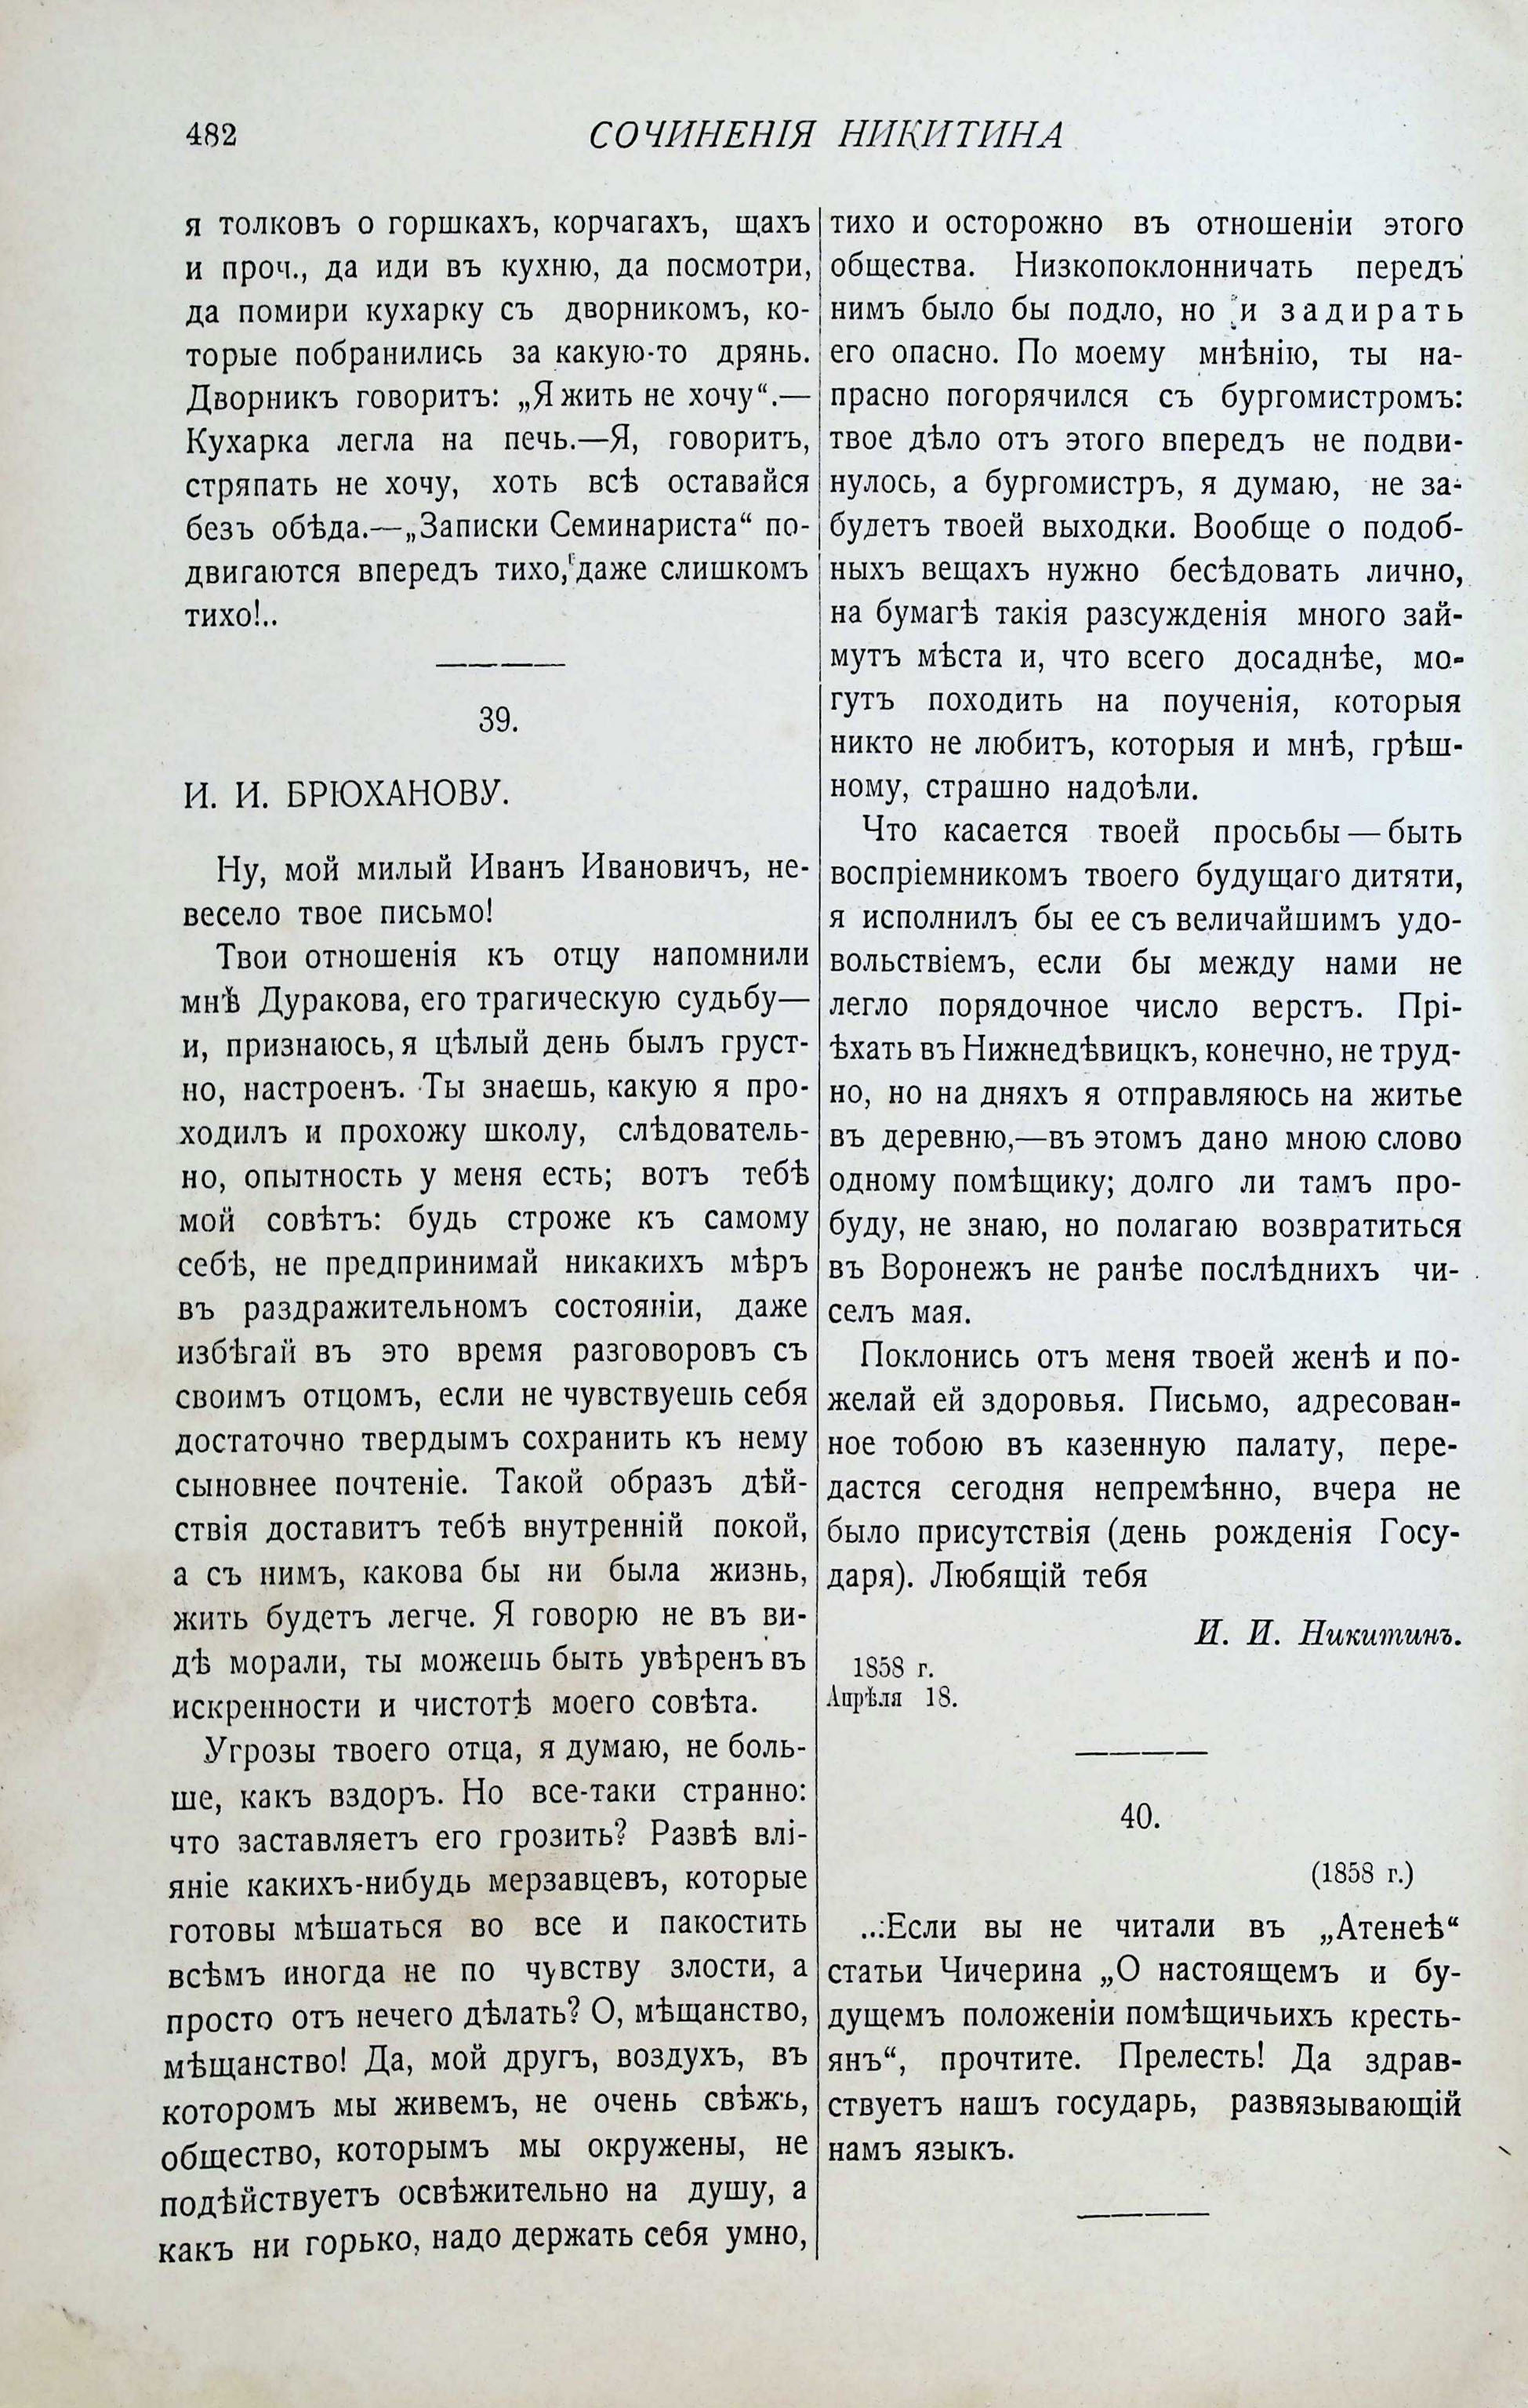 482
СОЧИНЕНІЯ НИКИТИНА
я толковъ о горшкахъ, корчагахъ, щахъ
и проч., да иди въ кухню, да посмотри,
да помири кухарку съ дворникомъ, ко-
торые побранились за какую-то дрянь.
Дворникъ говоритъ: „Я жить не хочу“.—
Кухарка легла на печь.—Я, говоритъ,
стряпать не хочу, хоть всѣ оставайся
безъ обѣда.—„Записки Семинариста“ по-
двигаются впередъ тихо, даже слишкомъ
тихо!..
39.
И. И. БРЮХАНОВУ.
Ну, мой милый Иванъ Ивановичъ, не-
весело твое письмо!
Твои отношенія къ отцу напомнили
мнѣ Дуракова, его трагическую судьбу—
и, признаюсь, я цѣлый день былъ груст-
но, настроенъ. Ты знаешь, какую я про-
ходилъ и прохожу школу, слѣдователь-
но, опытность у меня есть; вотъ тебѣ
мой совѣтъ: будь строже къ самому
себѣ, не предпринимай никакихъ мѣръ
въ раздражительномъ состояніи, даже
избѣгай въ это время разговоровъ съ
своимъ отцомъ, если не чувствуешь себя
достаточно твердымъ сохранить къ нему
сыновнее почтеніе. Такой образъ дѣй-
ствія доставитъ тебѣ внутренній покой,
а съ нимъ, какова бы ни была жизнь,
жить будетъ легче. Я говорю не въ ви-
дѣ морали, ты можешь быть увѣренъ въ
искренности и чистотѣ моего совѣта.
Угрозы твоего отца, я думаю, не боль-
ше, какъ вздоръ. Но все-таки странно:
что заставляетъ его грозить? Развѣ влі-
яніе какихъ-нибудь мерзавцевъ, которые
готовы мѣшаться во все и пакостить
всѣмъ иногда не по чувству злости, а
просто отъ нечего дѣлать? О, мѣщанство,
мѣщанство! Да, мой другъ, воздухъ, въ
которомъ мы живемъ, не очень свѣжъ,
общество, которымъ мы окружены, не
подѣйствуетъ освѣжительно на душу, а
какъ ни горько, надо держать себя умно,
тихо и осторожно въ отношеніи этого
общества. Низкопоклонничать передъ
нимъ было бы подло, но и задирать
его опасно. По моему мнѣнію, ты на-
прасно погорячился съ бургомистромъ:
твое дѣло отъ этого впередъ не подви-
нулось, а бургомистръ, я думаю, не за-
будетъ твоей выходки. Вообще о подоб-
ныхъ вещахъ нужно бесѣдовать лично,
на бумагѣ такія разсужденія много зай-
мутъ мѣста и, что всего досаднѣе, мо-
гутъ походить на поученія, которыя
никто не любитъ, которыя и мнѣ, грѣш-
ному, страшно надоѣли.
Что касается твоей просьбы — быть
воспріемникомъ твоего будущаго дитяти,
я исполнилъ бы ее съ величайшимъ удо-
вольствіемъ, если бы между нами не
легло порядочное число верстъ. Прі-
ѣхать въ Нижнедѣвицкъ, конечно, не труд-
но, но на дняхъ я отправляюсь на житье
въ деревню,—въ этомъ дано мною слово
одному помѣщику; долго ли тамъ про-
буду, не знаю, но полагаю возвратиться
въ Воронежъ не ранѣе послѣднихъ чи-
селъ мая.
Поклонись отъ меня твоей женѣ и по-
желай ей здоровья. Письмо, адресован-
ное тобою въ казенную палату, пере-
дастся сегодня непремѣнно, вчера не
было присутствія (день рожденія Госу-
даря). Любящій тебя
И. И. Никитинъ.
1858 г.
Апрѣля 18.
40.
(1858 г.)
...Если вы не читали въ „Атенеѣ“
статьи Чичерина „О настоящемъ и бу-
дущемъ положеніи помѣщичьихъ кресть-
янъ“, прочтите. Прелесть! Да здрав-
ствуетъ нашъ государь, развязывающій
намъ языкъ.